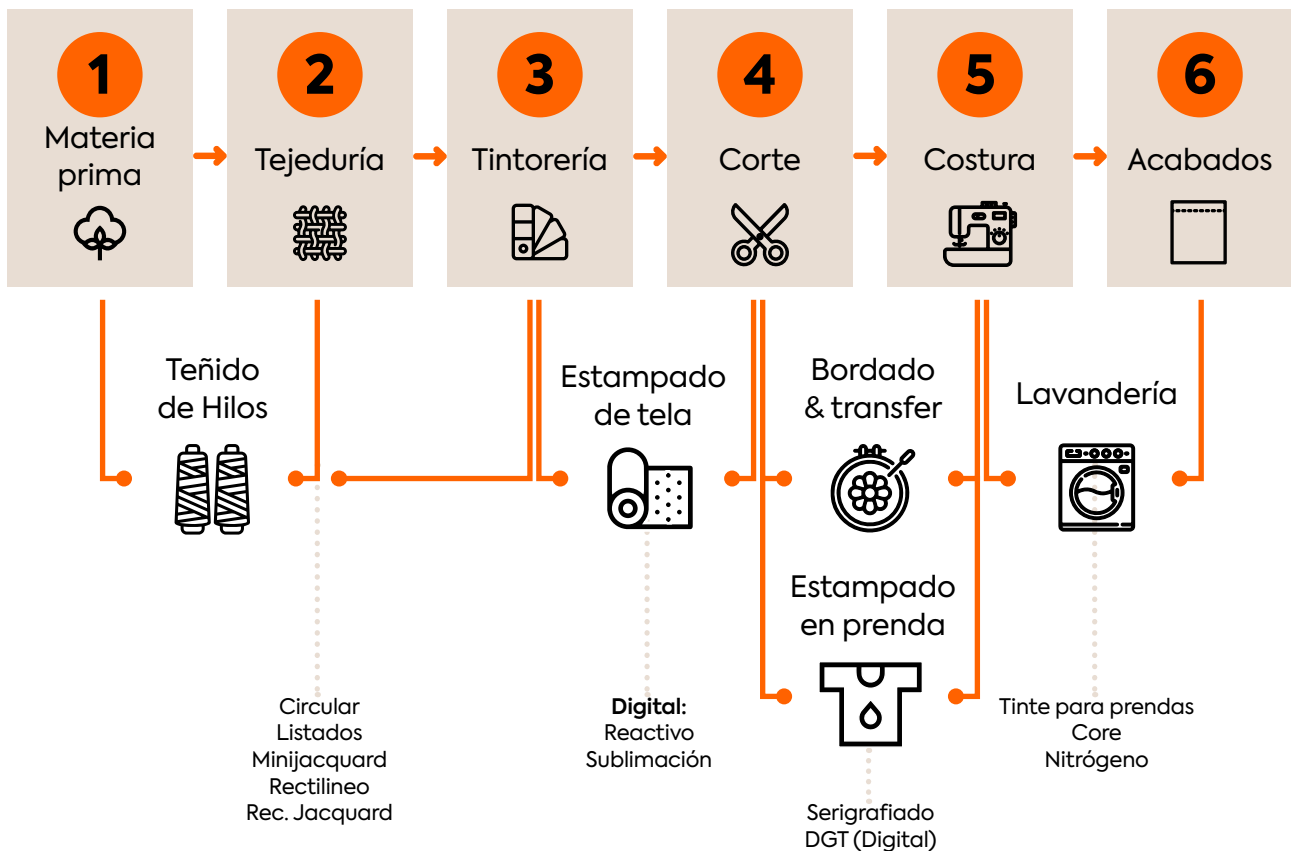 1
Materia
prima
2
Tejeduría
3
Tintorería
4
Corte
5
Costura
6
Acabados
Teñido
de Hilos
Estampado
de tela
Bordado
& transfer
Lavandería
Estampado
en prenda
Circular
Listados
Minijacquard
Rectilineo
Rec. Jacquard
Digital:
Reactivo
Sublimación
Tinte para prendas
Core
Nitrógeno
Serigrafiado
DGT (Digital)